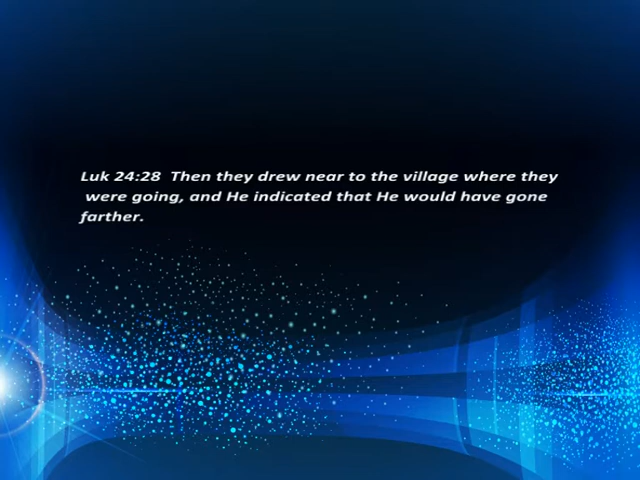 Luk 24:28  Then they drew near to the village where they
were going, and He indicated that He would have gone
farther.